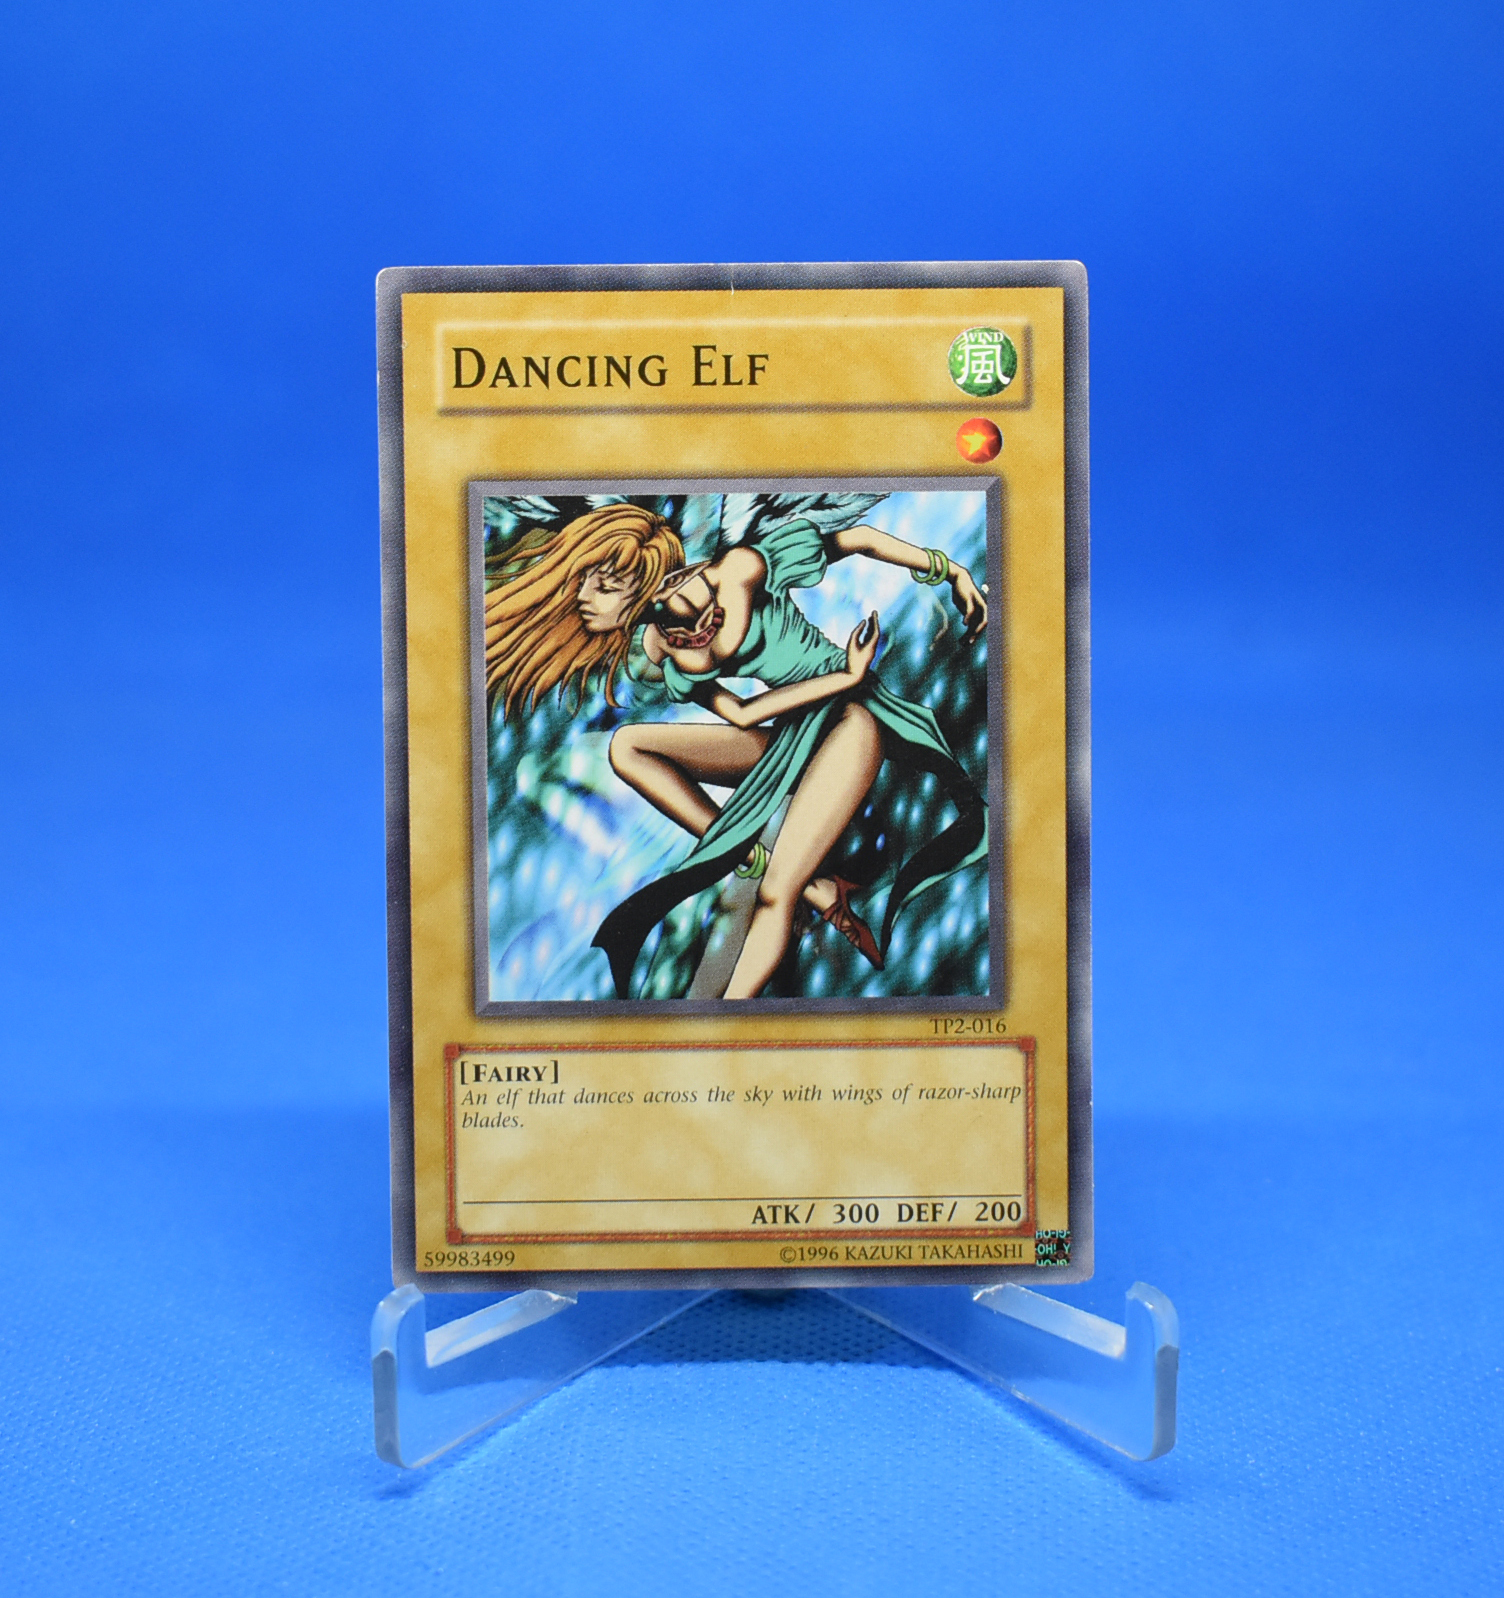 DANCING ELF
WIND
風
TP2-016
[FAIRY]
An elf that dances across the sky with wings of razor-sharp
blades.
ATK/ 300 DEF/ 200
59983499
©1996 KAZUKI TAKAHASHI
OH! Y